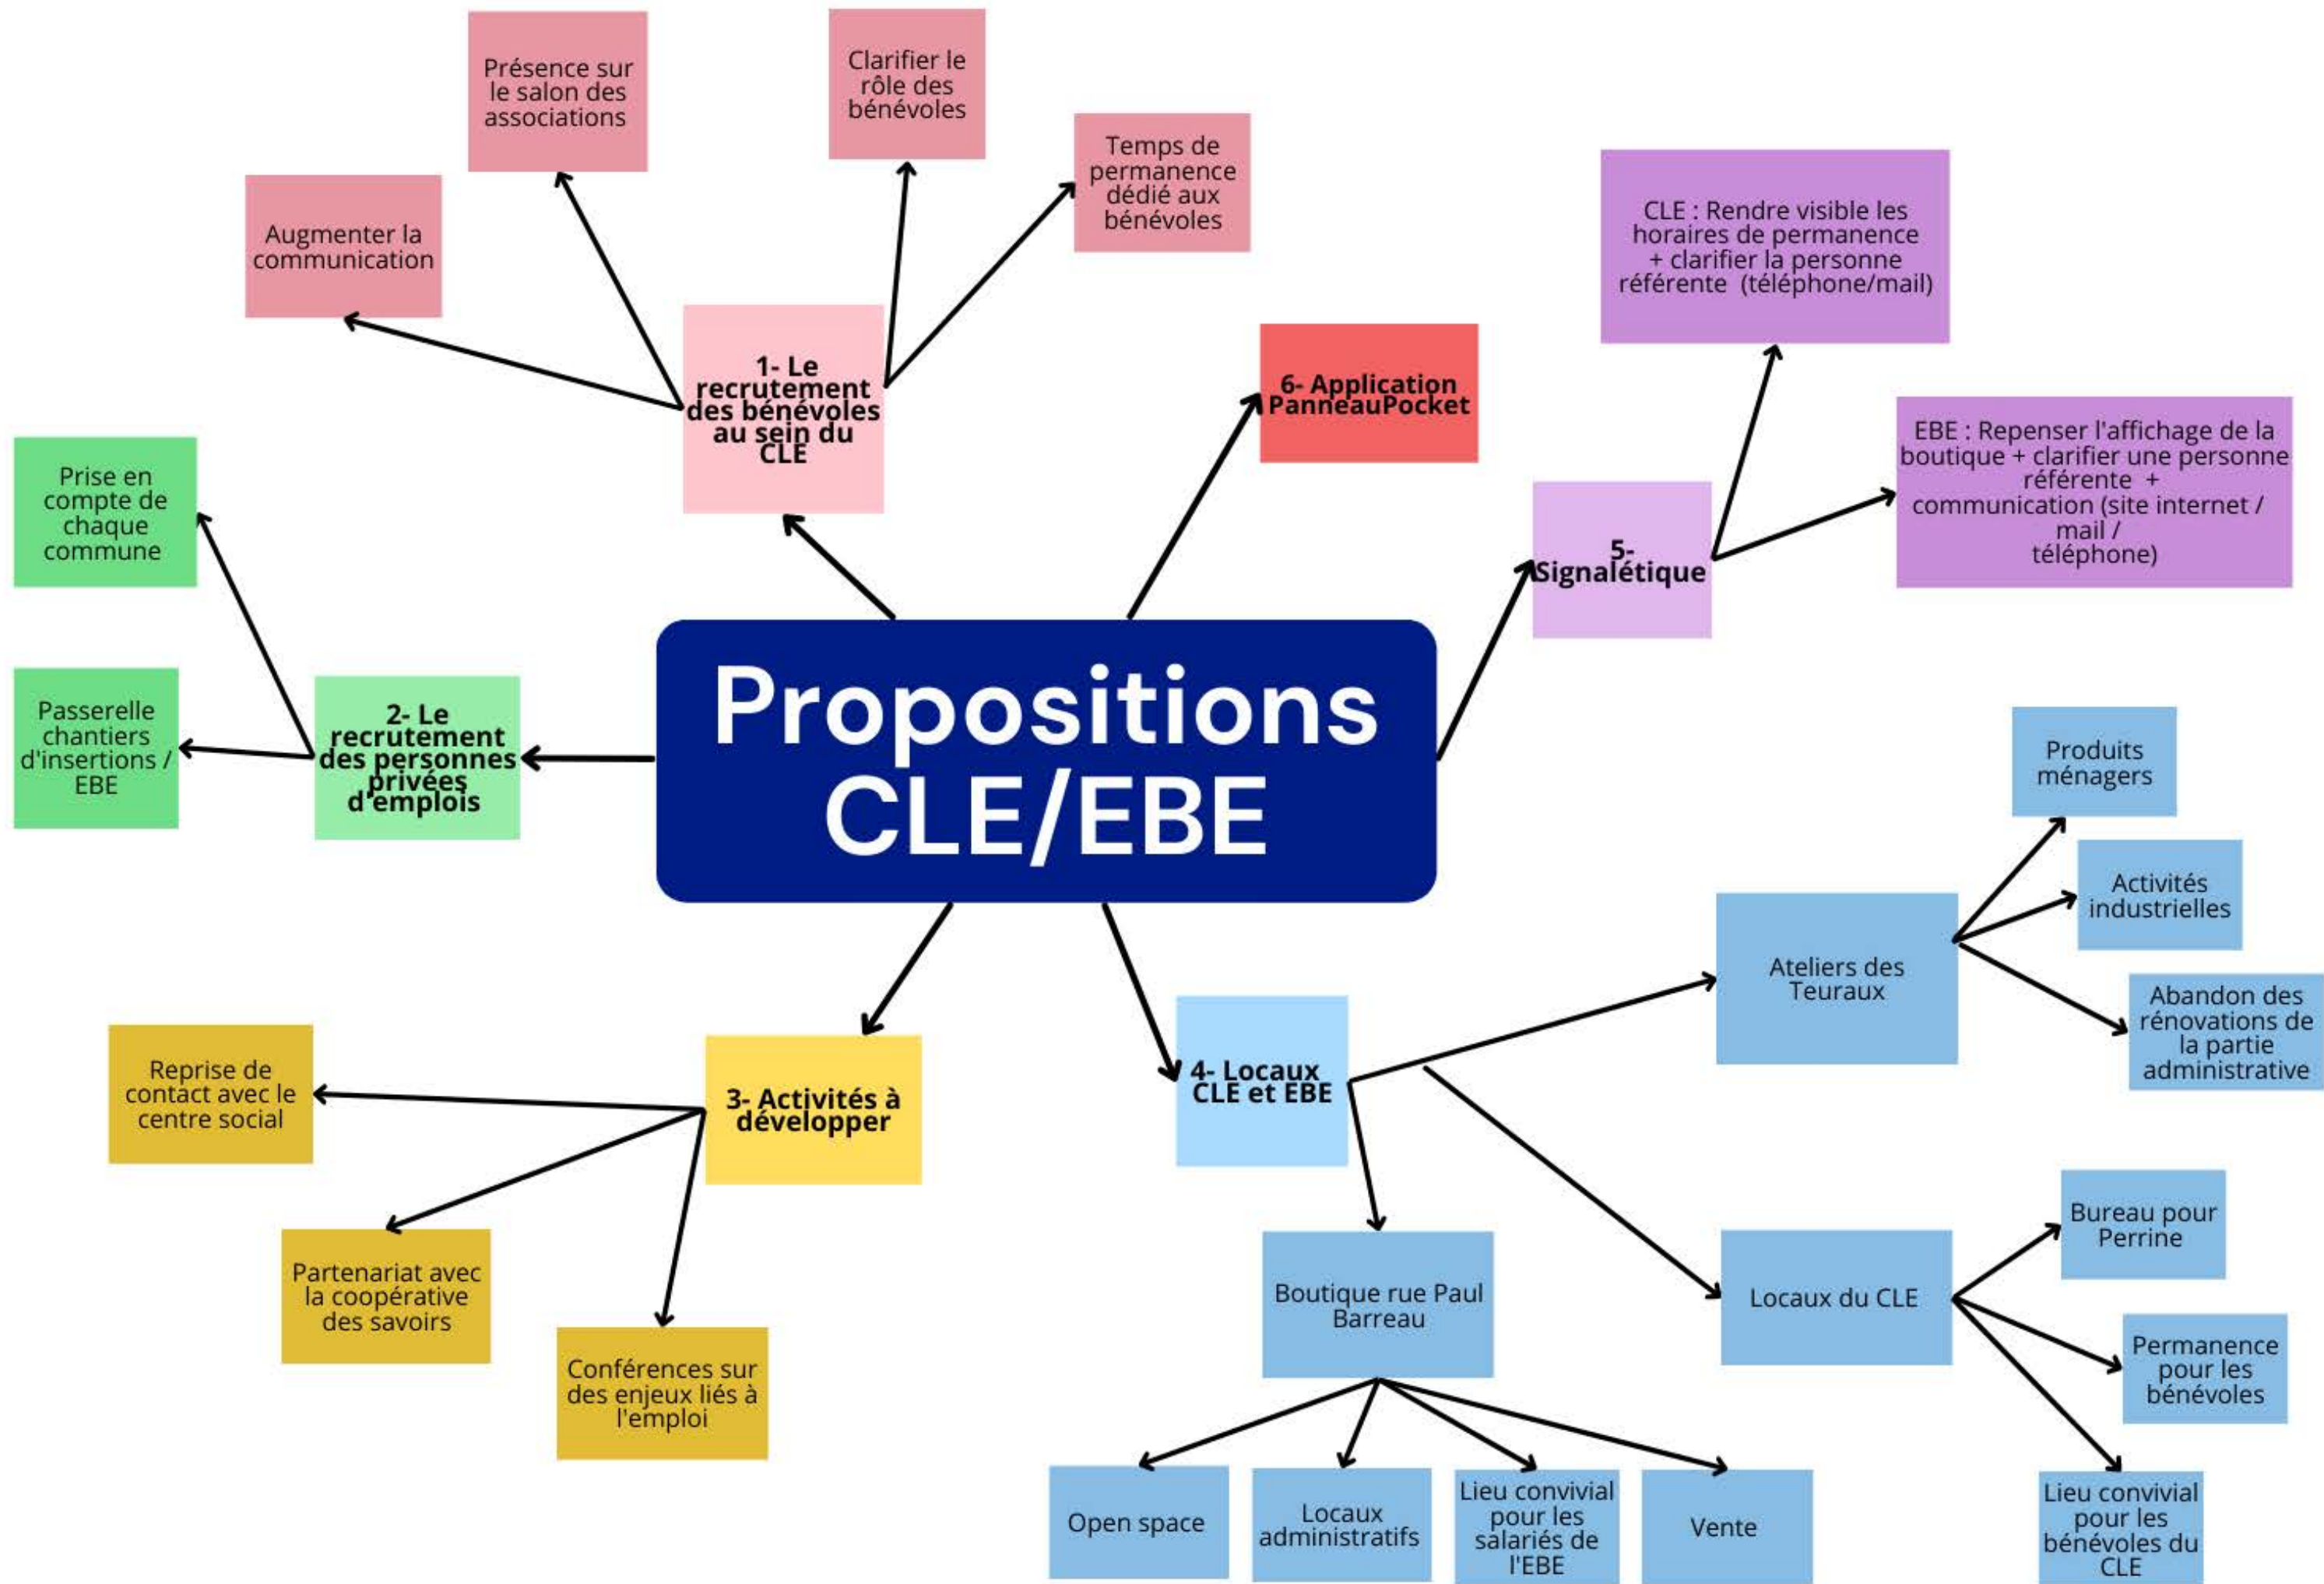 Propositions
CLE/EBE
1- Le
recrutement
des bénévoles
au sein du
CLE
Augmenter la
communication
Présence sur
le salon des
associations
Clarifier le
rôle des
bénévoles
Temps de
permanence
dédié aux
bénévoles
2- Le
recrutement
des personnes
privées
d'emplois
Prise en
compte de
chaque
commune
Passerelle
chantiers
d'insertions /
EBE
3- Activités à
développer
Reprise de
contact avec le
centre social
Partenariat avec
la coopérative
des savoirs
Conférences sur
des enjeux liés à
l'emploi
4- Locaux
CLE et EBE
Ateliers des
Teuraux
Produits
ménagers
Activités
industrielles
Abandon des
rénovations de
la partie
administrative
Boutique rue Paul
Barreau
Open space
Locaux
administratifs
Lieu convivial
pour les
salariés de
l'EBE
Vente
Locaux du CLE
Bureau pour
Perrine
Permanence
pour les
bénévoles
Lieu convivial
pour les
bénévoles du
CLE
5-
Signalétique
CLE : Rendre visible les
horaires de permanence
+ clarifier la personne
référente (téléphone/mail)
EBE : Repenser l'affichage de la
boutique + clarifier une personne
référente +
communication (site internet /
mail /
téléphone)
6- Application
PanneauPocket